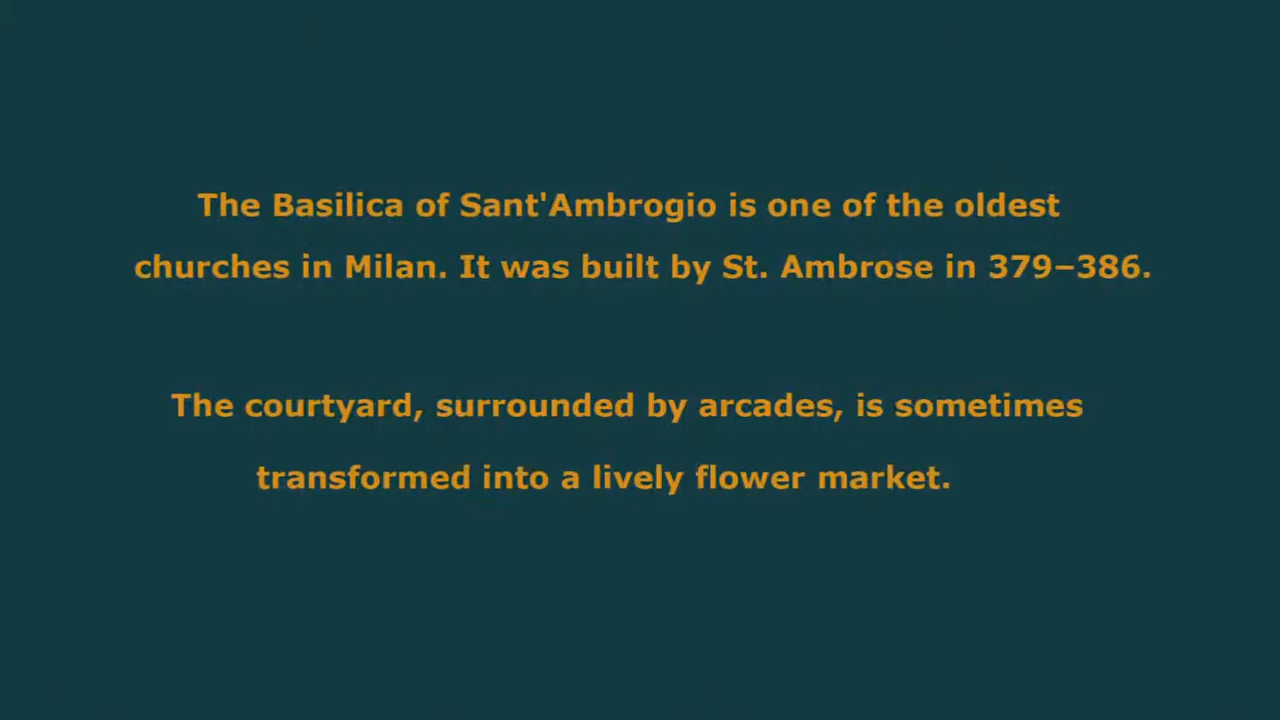 The Basilica of Sant'Ambrogio is one of the oldest
churches in Milan. It was built by St. Ambrose in 379–386.
The courtyard, surrounded by arcades, is sometimes
transformed into a lively flower market.